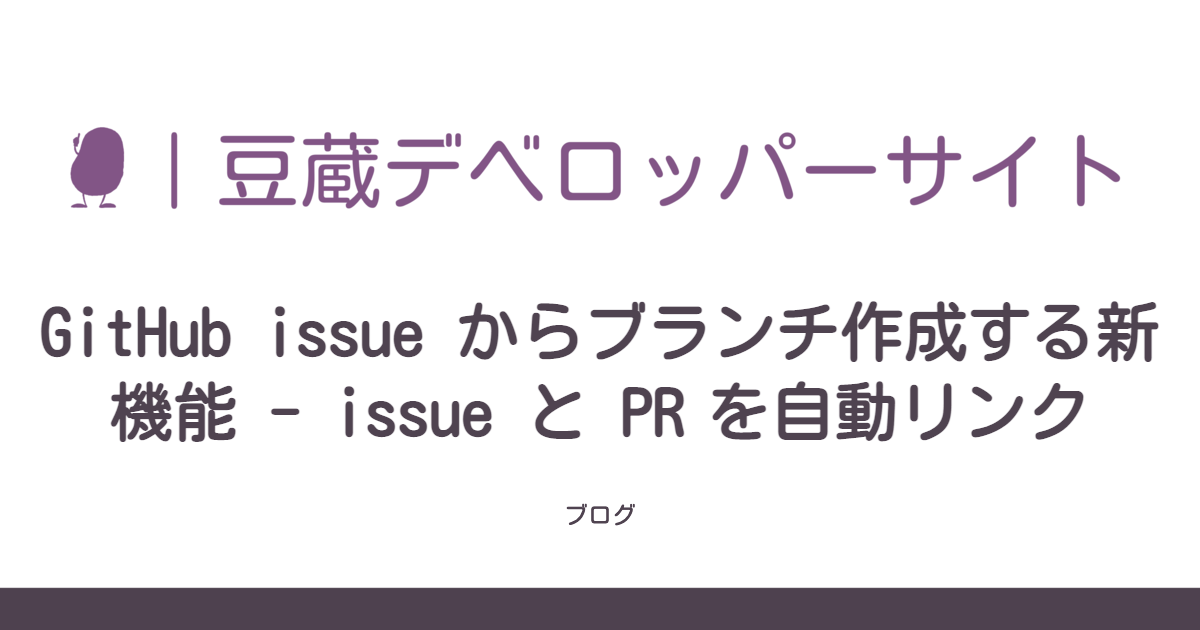 |豆蔵デベロッパーサイト
GitHub issue からブランチ作成する新
機能 - issue と PR を自動リンク
ブログ